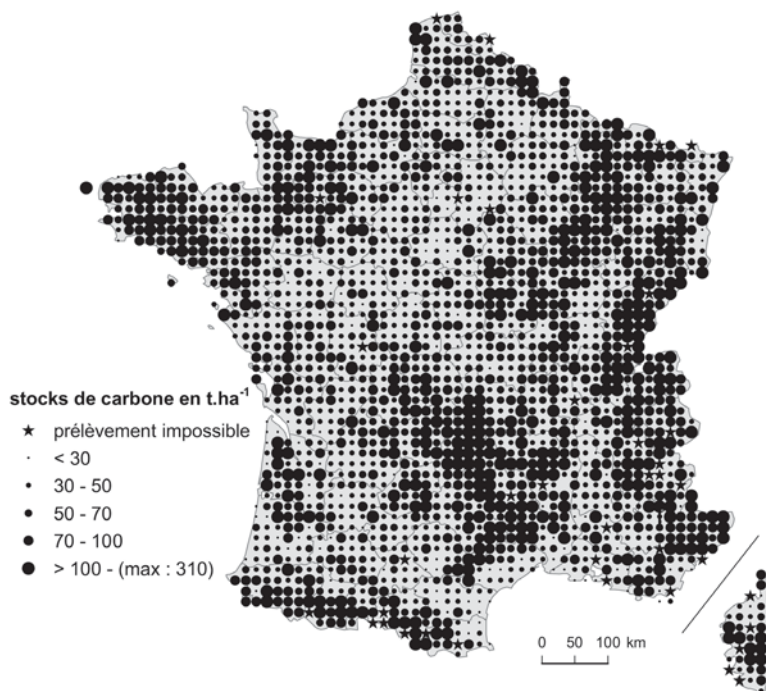 stocks de carbone en t.ha⁻¹
★ prélèvement impossible
< 30
30 - 50
50 - 70
70 - 100
> 100 - (max : 310)
0 50 100 km